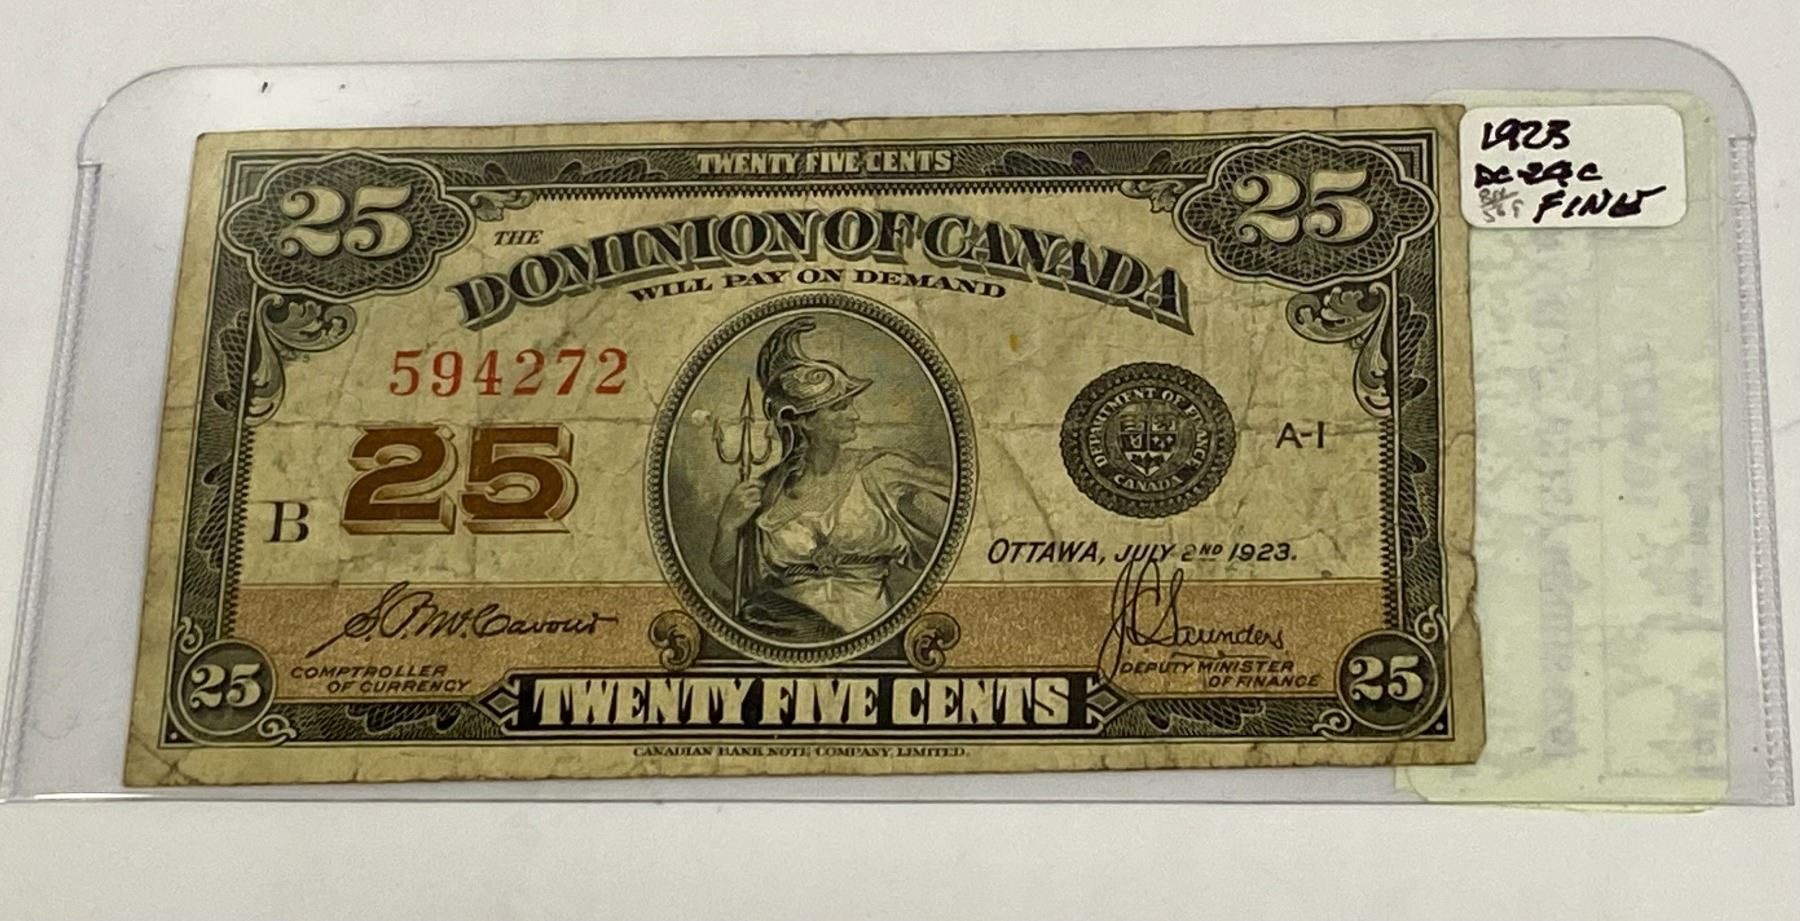 1923
DC-24c
FINE
TWENTY FIVE CENTS
25
25
THE
DOMINION OF CANADA
WILL PAY ON DEMAND
594272
25
B
DEPARTMENT OF FINANCE
CANADA
A-1
OTTAWA, JULY 2ND 1923.
S.P. McCavour
J.C. Saunders
COMPTROLLER
OF CURRENCY
DEPUTY MINISTER
OF FINANCE
25
TWENTY FIVE CENTS
25
CANADIAN BANK NOTE COMPANY, LIMITED.